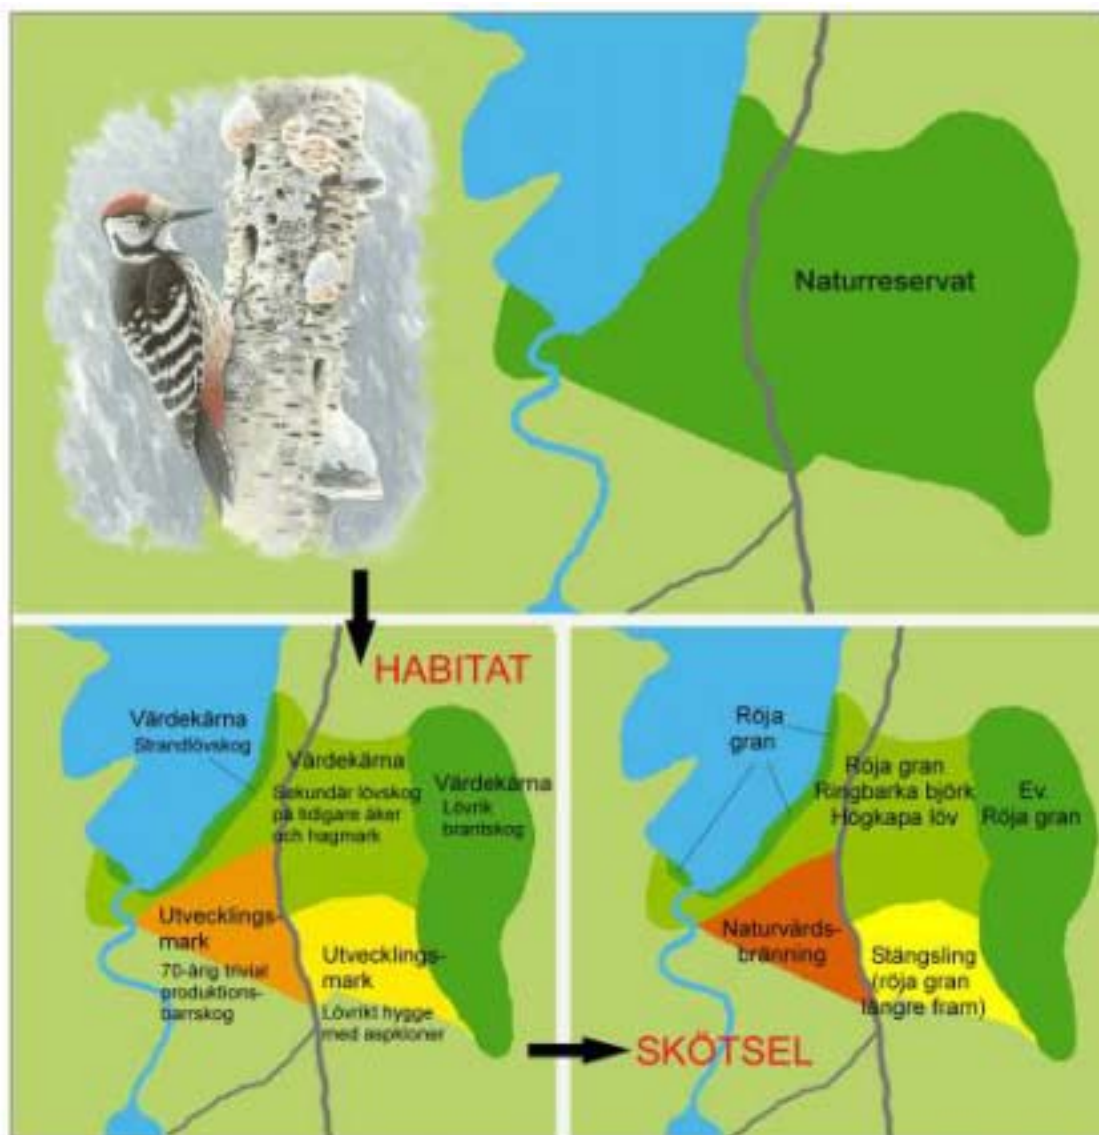 Naturreservat
HABITAT
Värdekärna
Strandlövskog
Värdekärna
Sekundär lövskog
på tidigare åker
och hagmark
Värdekärna
Lövrik
brantskog
Utvecklings-
mark
70-årig trivial
produktions-
barrskog
Utvecklings-
mark
Lövrikt hygge
med aspkloner
SKÖTSEL
Röja
gran
Röja gran
Ringbarka björk
Högkapa löv
Ev.
Röja gran
Naturvårds-
bränning
Stängsling
(röja gran
längre fram)